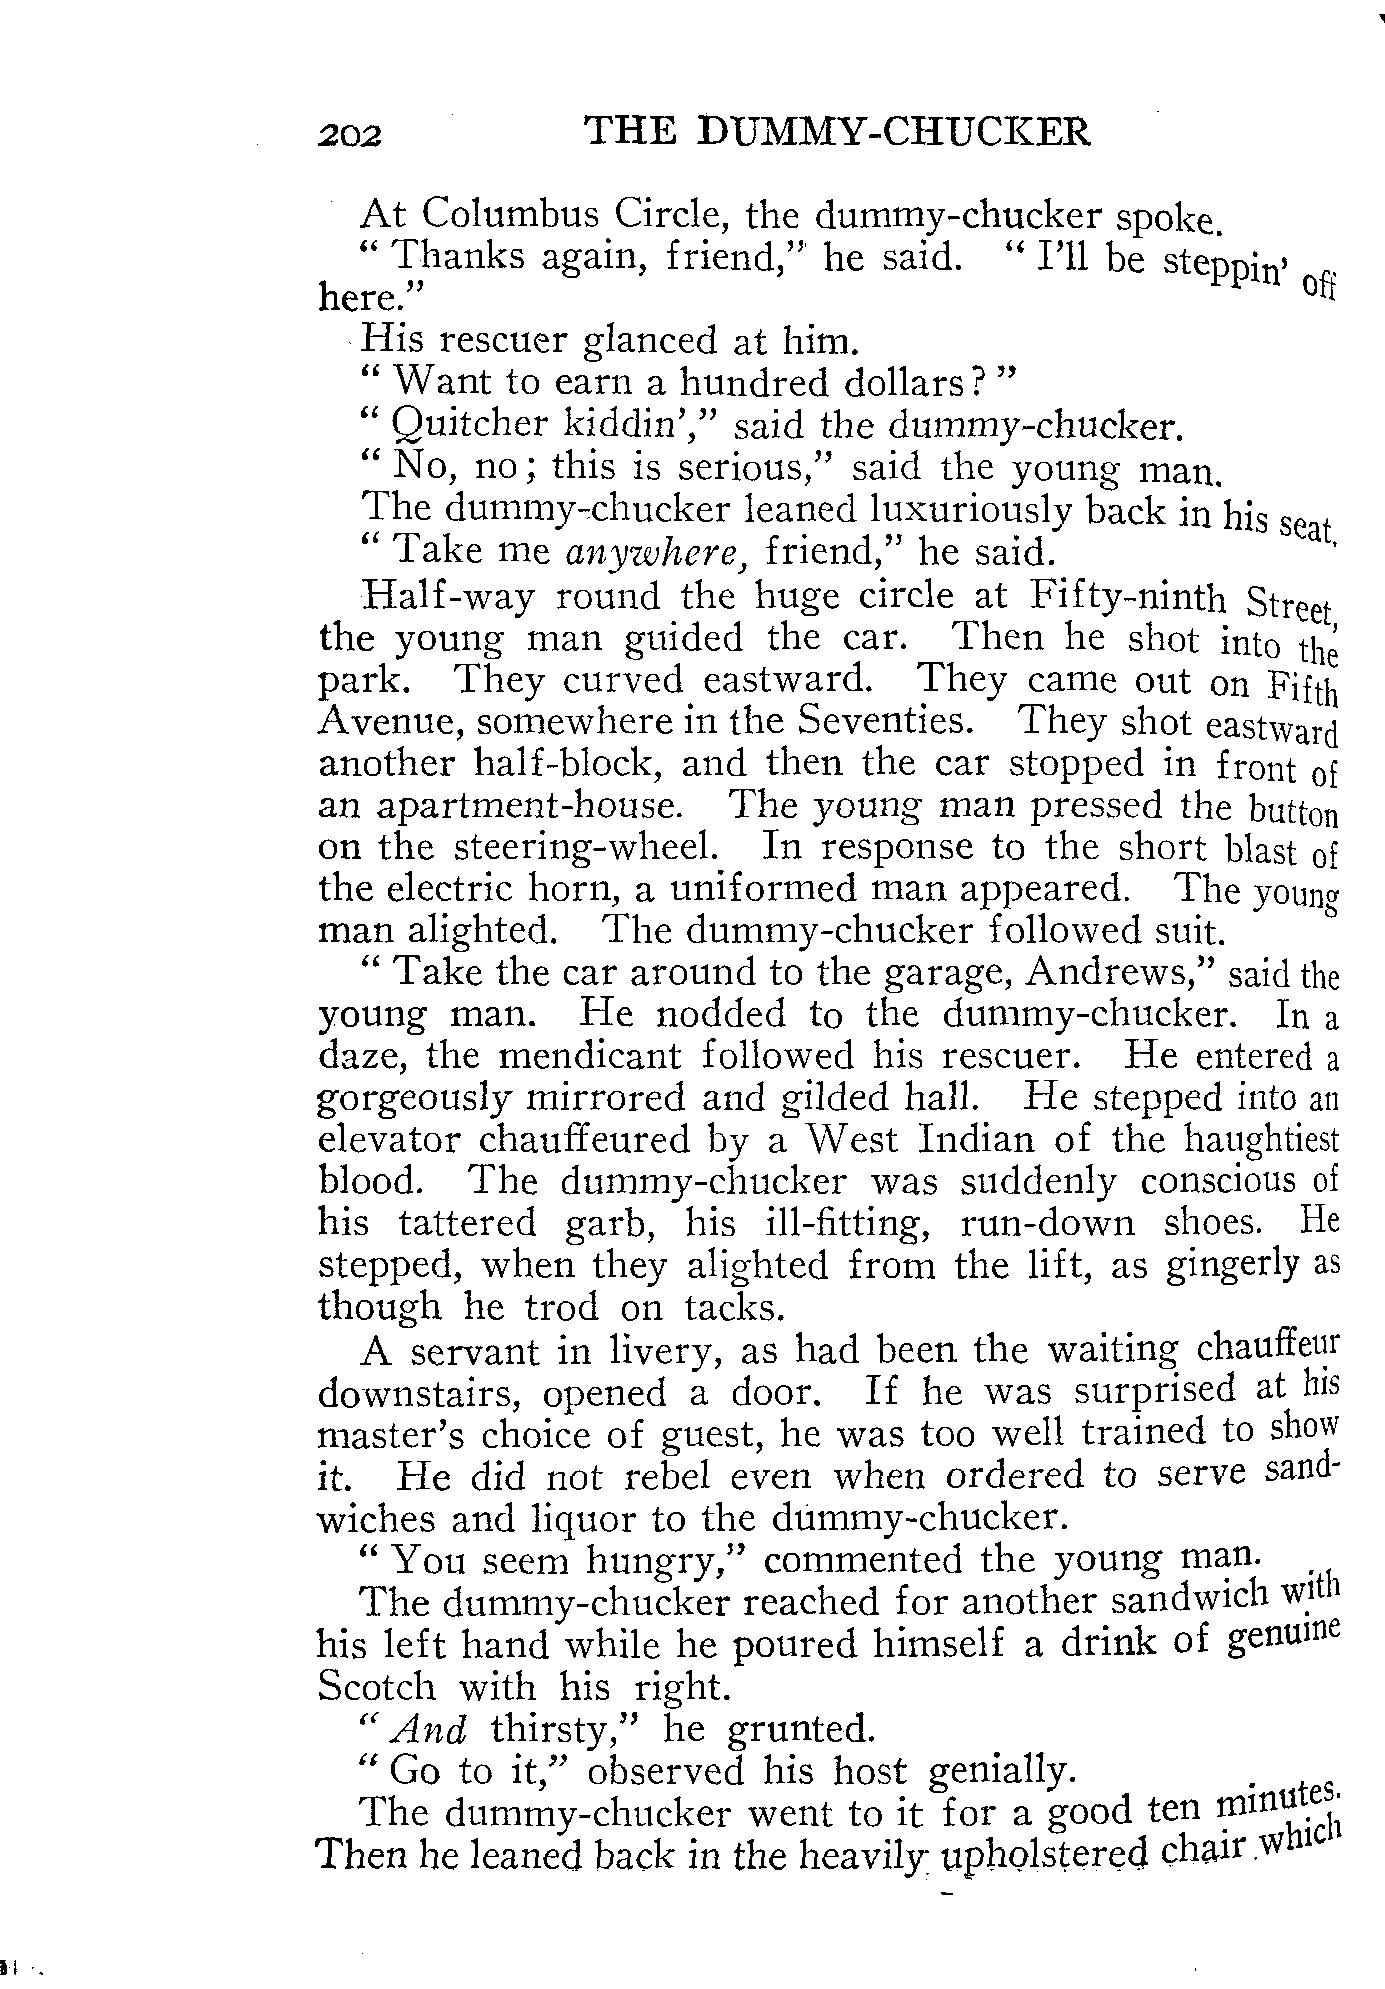 202 THE DUMMY-CHUCKER
At Columbus Circle, the dummy-chucker spoke.
" Thanks again, friend," he said. " I'll be steppin' off
here."
His rescuer glanced at him.
" Want to earn a hundred dollars? "
" Quitcher kiddin'," said the dummy-chucker.
" No, no; this is serious," said the young man.
The dummy-chucker leaned luxuriously back in his seat.
" Take me anywhere, friend," he said.
Half-way round the huge circle at Fifty-ninth Street,
the young man guided the car. Then he shot into the
park. They curved eastward. They came out on Fifth
Avenue, somewhere in the Seventies. They shot eastward
another half-block, and then the car stopped in front of
an apartment-house. The young man pressed the button
on the steering-wheel. In response to the short blast of
the electric horn, a uniformed man appeared. The young
man alighted. The dummy-chucker followed suit.
" Take the car around to the garage, Andrews," said the
young man. He nodded to the dummy-chucker. In a
daze, the mendicant followed his rescuer. He entered a
gorgeously mirrored and gilded hall. He stepped into an
elevator chauffeured by a West Indian of the haughtiest
blood. The dummy-chucker was suddenly conscious of
his tattered garb, his ill-fitting, run-down shoes. He
stepped, when they alighted from the lift, as gingerly as
though he trod on tacks.
A servant in livery, as had been the waiting chauffeur
downstairs, opened a door. If he was surprised at his
master's choice of guest, he was too well trained to show
it. He did not rebel even when ordered to serve sand-
wiches and liquor to the dummy-chucker.
" You seem hungry," commented the young man.
The dummy-chucker reached for another sandwich with
his left hand while he poured himself a drink of genuine
Scotch with his right.
" And thirsty," he grunted.
" Go to it," observed his host genially.
The dummy-chucker went to it for a good ten minutes.
Then he leaned back in the heavily upholstered chair which